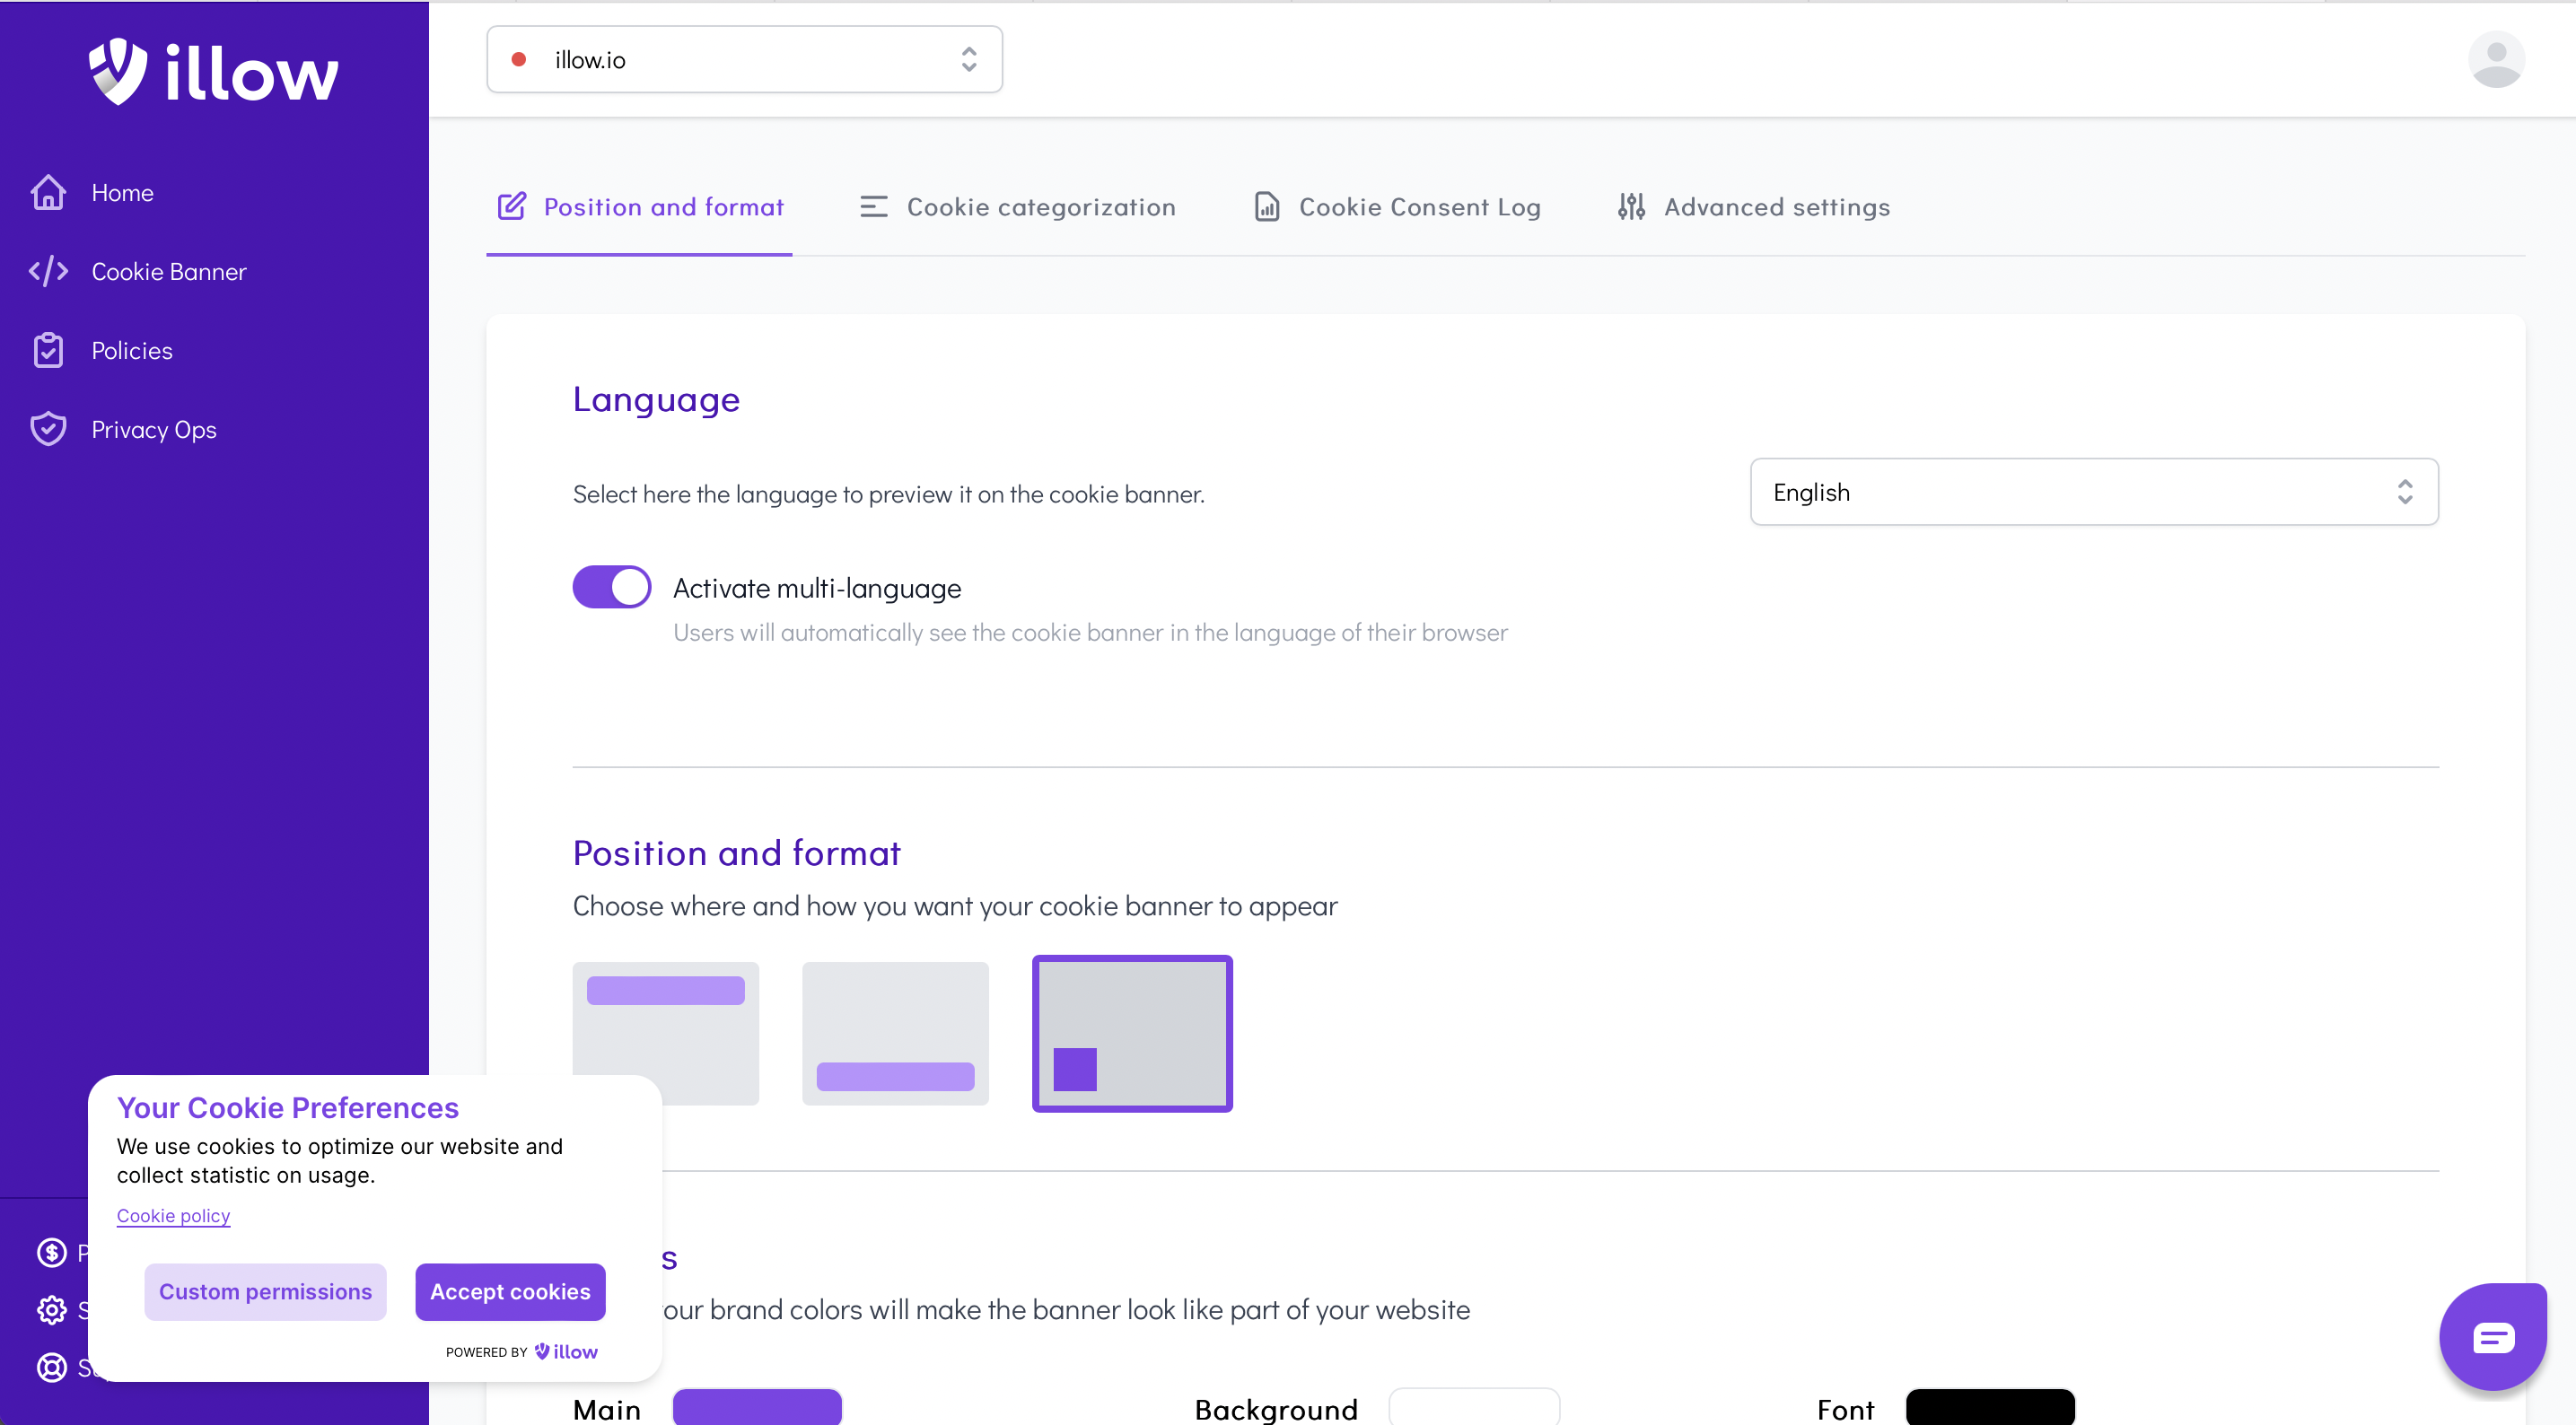 illow
illow.io
Home
Cookie Banner
Policies
Privacy Ops
Position and format
Cookie categorization
Cookie Consent Log
Advanced settings
Language
Select here the language to preview it on the cookie banner.
English
Activate multi-language
Users will automatically see the cookie banner in the language of their browser
Position and format
Choose where and how you want your cookie banner to appear
Your Cookie Preferences
We use cookies to optimize our website and
collect statistic on usage.
Cookie policy
Custom permissions
Accept cookies
POWERED BY illow
brand colors will make the banner look like part of your website
Main
Background
Font